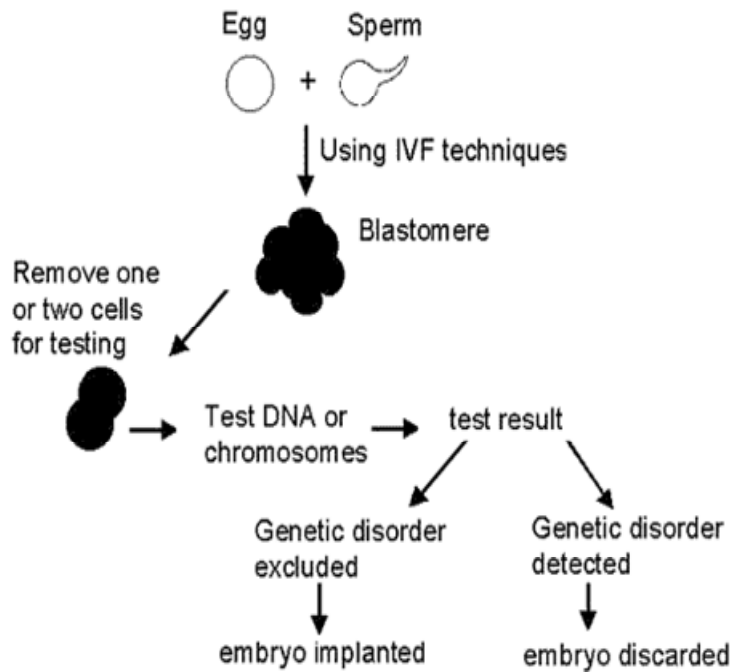 Egg
Sperm
+
Using IVF techniques
Blastomere
Remove one
or two cells
for testing
Test DNA or
chromosomes
test result
Genetic disorder
excluded
Genetic disorder
detected
embryo implanted
embryo discarded